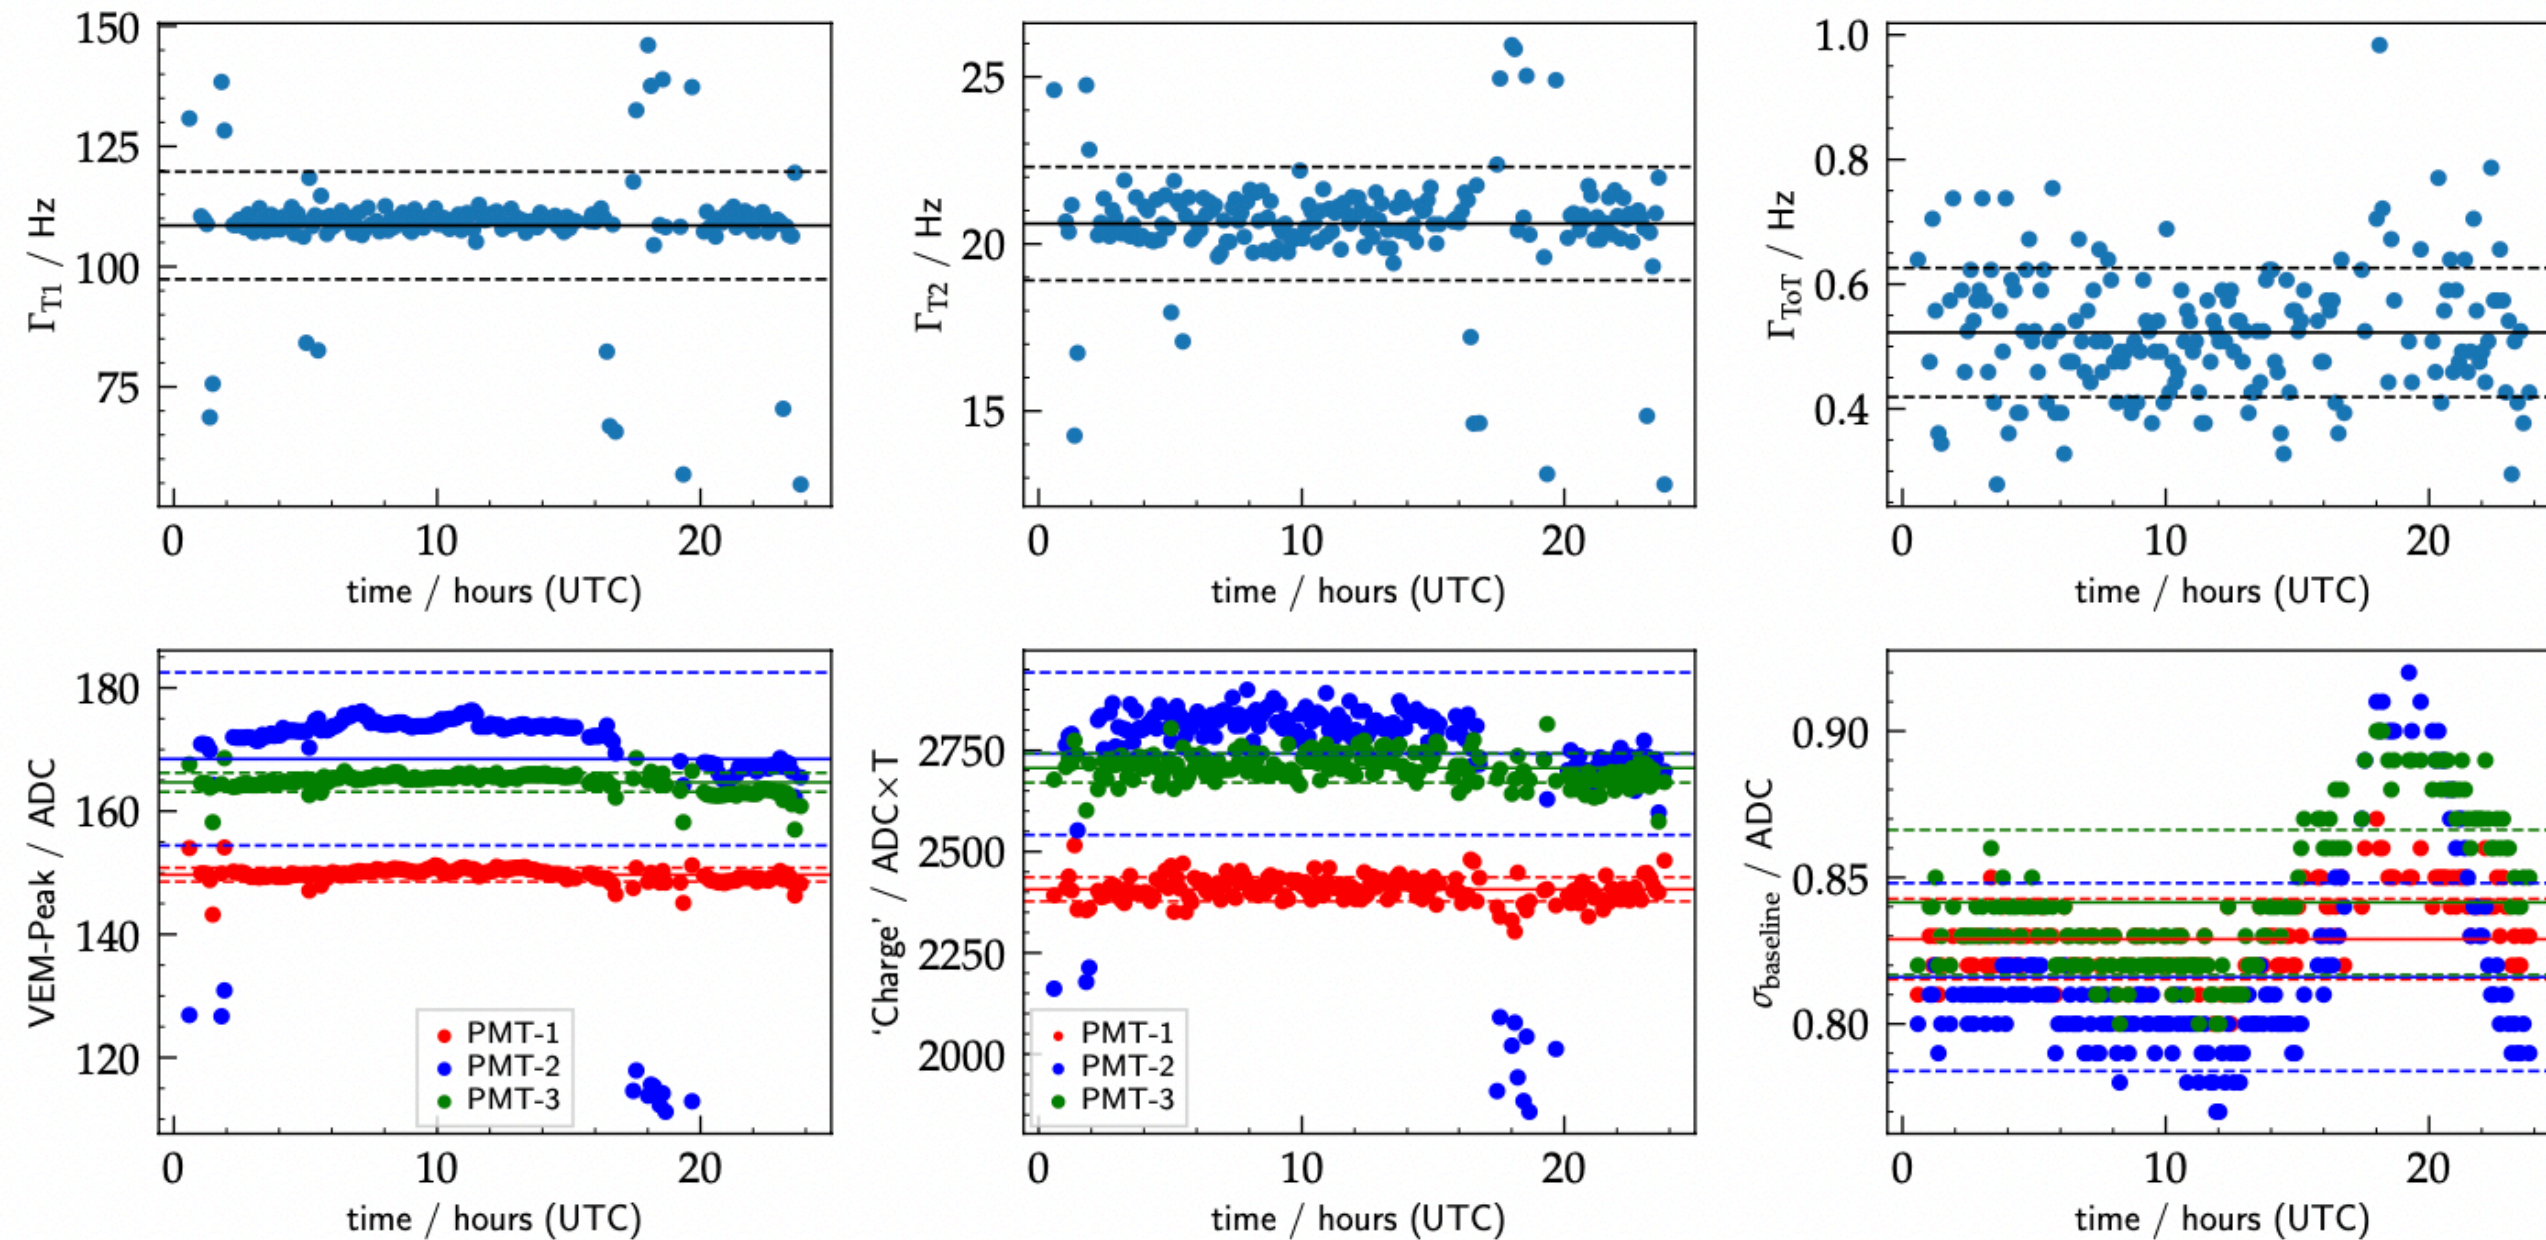 150
125
100
75
Γ_T1 / Hz
0 10 20
time / hours (UTC)
25
20
15
Γ_T2 / Hz
0 10 20
time / hours (UTC)
1.0
0.8
0.6
0.4
Γ_ToT / Hz
0 10 20
time / hours (UTC)
180
160
140
120
VEM-Peak / ADC
PMT-1
PMT-2
PMT-3
0 10 20
time / hours (UTC)
2750
2500
2250
2000
‘Charge’ / ADC×T
PMT-1
PMT-2
PMT-3
0 10 20
time / hours (UTC)
0.90
0.85
0.80
σ_baseline / ADC
0 10 20
time / hours (UTC)